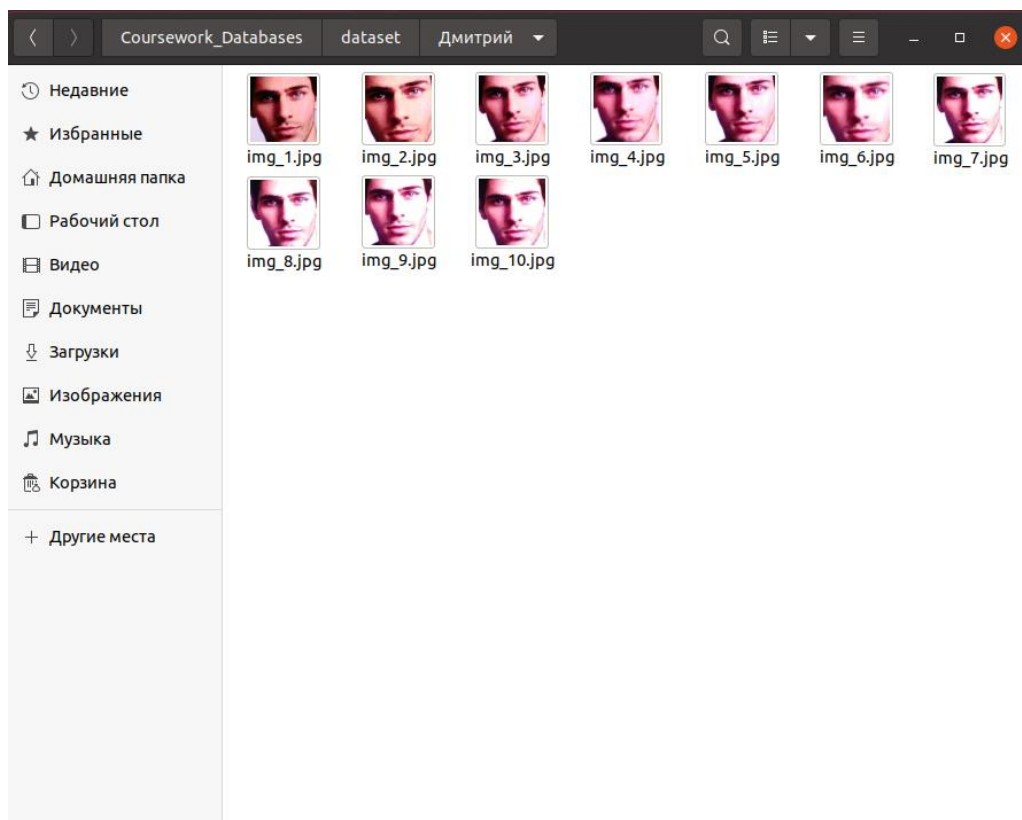 Coursework_Databases dataset Дмитрий
Недавние
Избранные
Домашняя папка
Рабочий стол
Видео
Документы
Загрузки
Изображения
Музыка
Корзина
Другие места
img_1.jpg img_2.jpg img_3.jpg img_4.jpg img_5.jpg img_6.jpg img_7.jpg
img_8.jpg img_9.jpg img_10.jpg